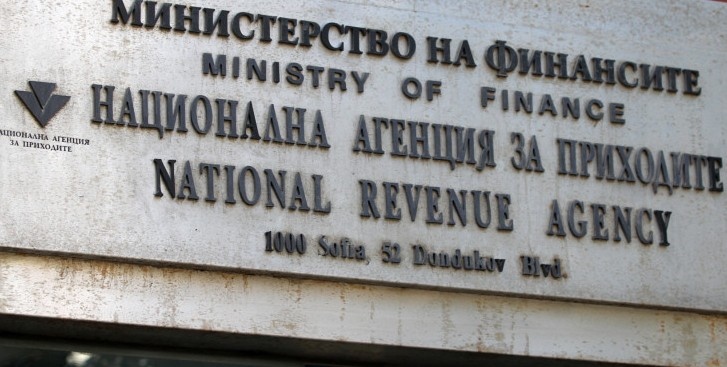 МИНИСТЕРСТВО НА ФИНАНСИТЕ
MINISTRY OF FINANCE
НАЦИОНАЛНА АГЕНЦИЯ ЗА ПРИХОДИТЕ
NATIONAL REVENUE AGENCY
1000 Sofia, 52 Dondukov Blvd.
НАЦИОНАЛНА АГЕНЦИЯ
ЗА ПРИХОДИТЕ